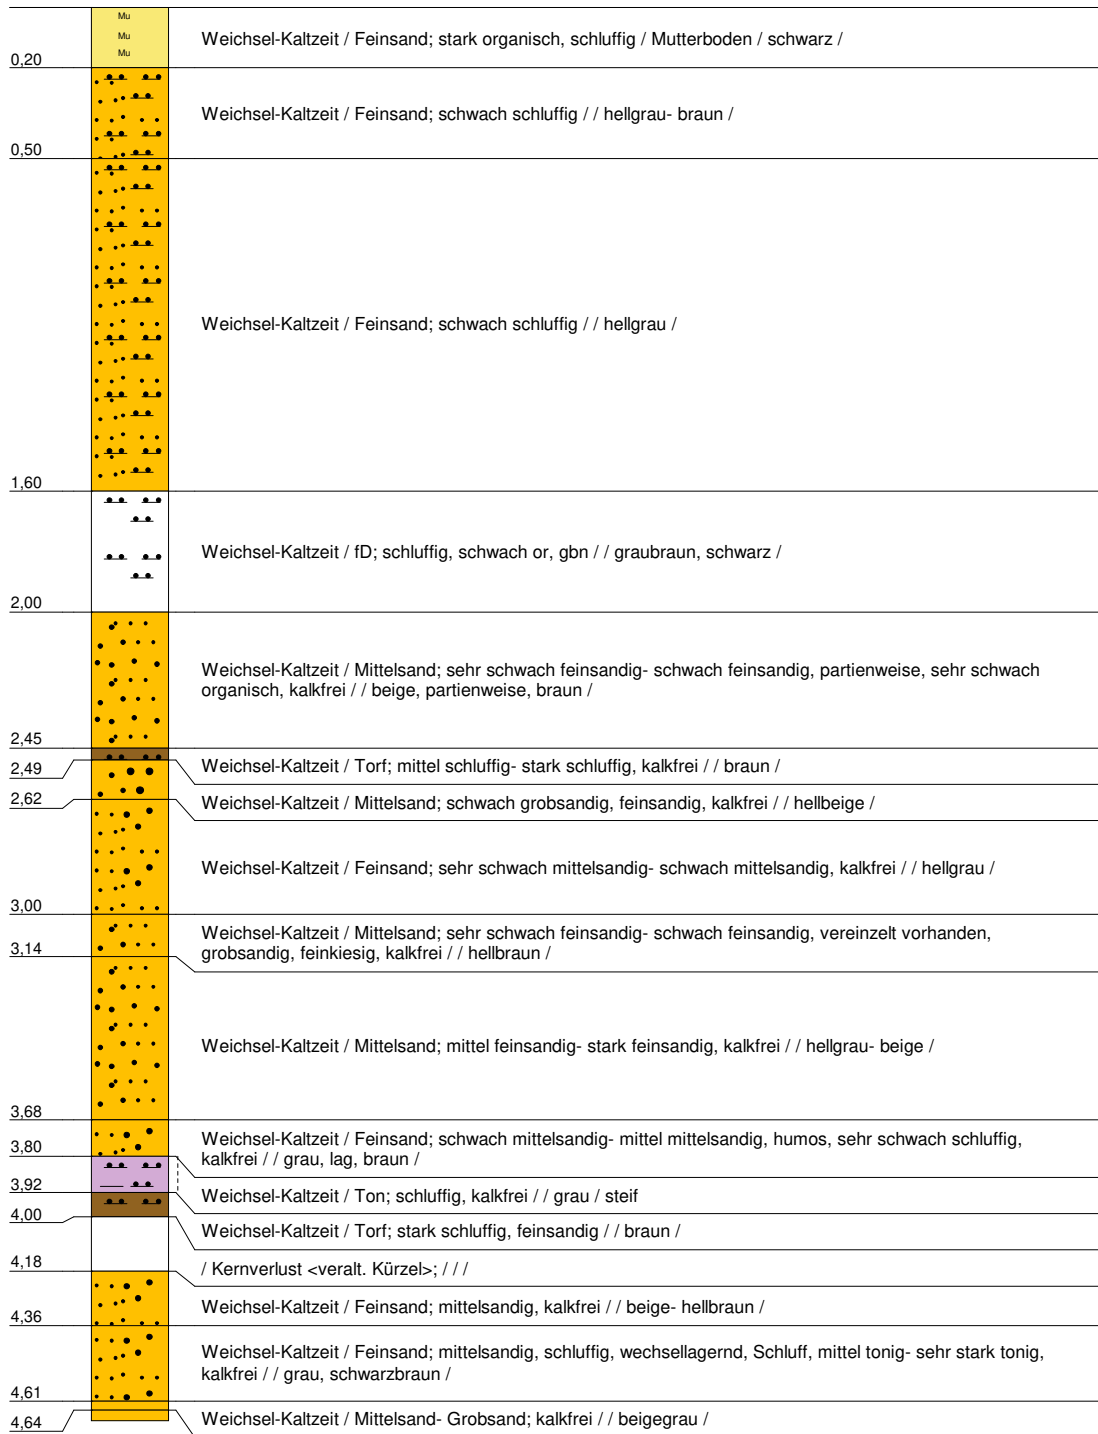 Mu
Mu
Mu
Weichsel-Kaltzeit / Feinsand; stark organisch, schluffig / Mutterboden / schwarz /
0,20
Weichsel-Kaltzeit / Feinsand; schwach schluffig / / hellgrau- braun /
0,50
Weichsel-Kaltzeit / Feinsand; schwach schluffig / / hellgrau /
1,60
Weichsel-Kaltzeit / fD; schluffig, schwach or, gbn / / graubraun, schwarz /
2,00
Weichsel-Kaltzeit / Mittelsand; sehr schwach feinsandig- schwach feinsandig, partienweise, sehr schwach
organisch, kalkfrei / / beige, partienweise, braun /
2,45
Weichsel-Kaltzeit / Torf; mittel schluffig- stark schluffig, kalkfrei / / braun /
2,49
Weichsel-Kaltzeit / Mittelsand; schwach grobsandig, feinsandig, kalkfrei / / hellbeige /
2,62
Weichsel-Kaltzeit / Feinsand; sehr schwach mittelsandig- schwach mittelsandig, kalkfrei / / hellgrau /
3,00
Weichsel-Kaltzeit / Mittelsand; sehr schwach feinsandig- schwach feinsandig, vereinzelt vorhanden,
grobsandig, feinkiesig, kalkfrei / / hellbraun /
3,14
Weichsel-Kaltzeit / Mittelsand; mittel feinsandig- stark feinsandig, kalkfrei / / hellgrau- beige /
3,68
Weichsel-Kaltzeit / Feinsand; schwach mittelsandig- mittel mittelsandig, humos, sehr schwach schluffig,
kalkfrei / / grau, lag, braun /
3,80
Weichsel-Kaltzeit / Ton; schluffig, kalkfrei / / grau / steif
3,92
Weichsel-Kaltzeit / Torf; stark schluffig, feinsandig / / braun /
4,00
/ Kernverlust <veralt. Kürzel>; / / /
4,18
Weichsel-Kaltzeit / Feinsand; mittelsandig, kalkfrei / / beige- hellbraun /
4,36
Weichsel-Kaltzeit / Feinsand; mittelsandig, schluffig, wechsellagernd, Schluff, mittel tonig- sehr stark tonig,
kalkfrei / / grau, schwarzbraun /
4,61
Weichsel-Kaltzeit / Mittelsand- Grobsand; kalkfrei / / beigegrau /
4,64